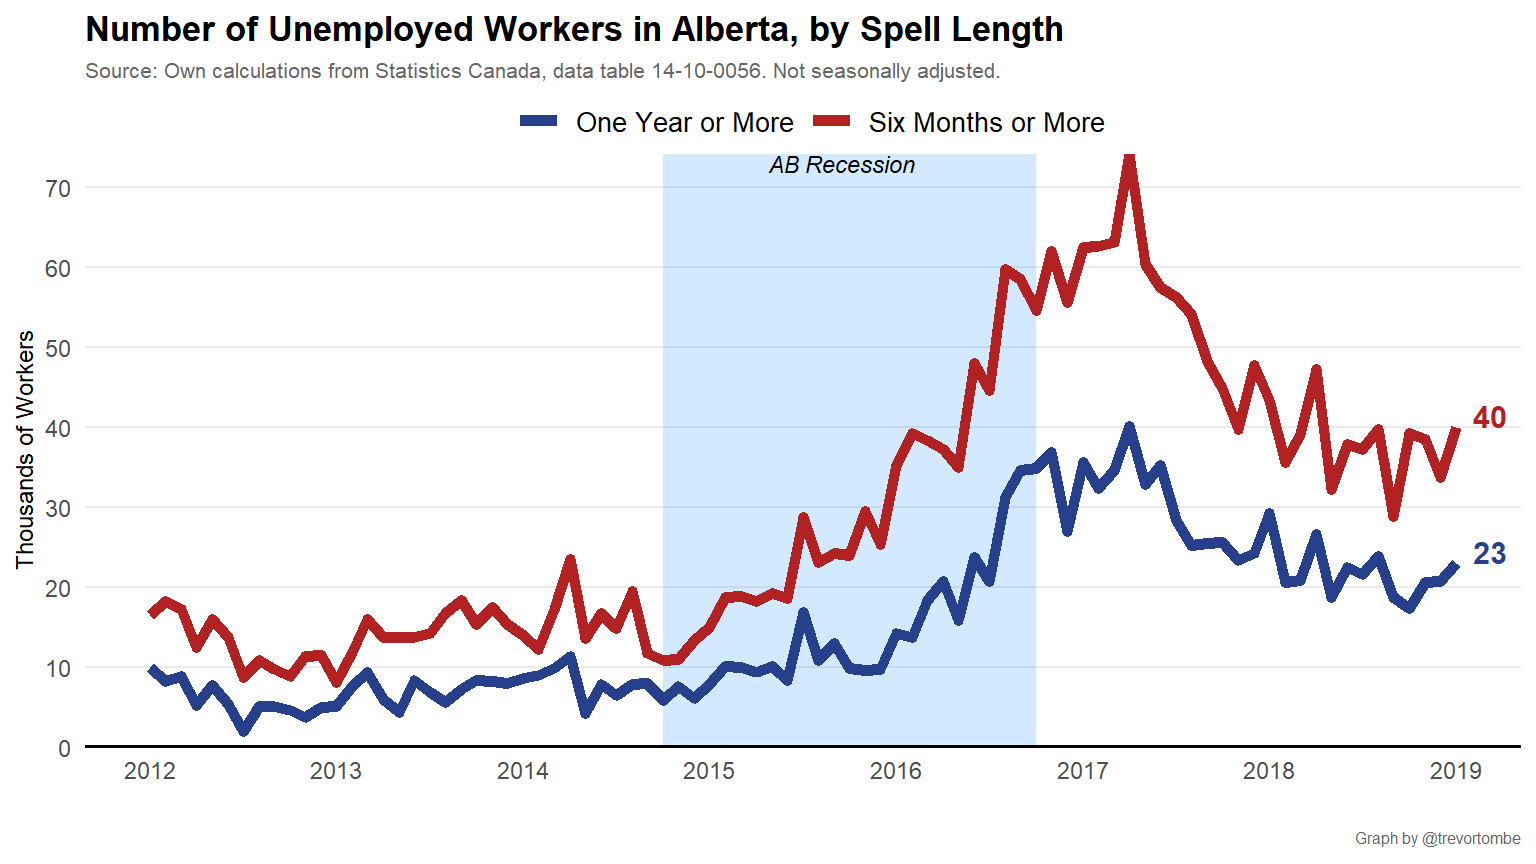 Number of Unemployed Workers in Alberta, by Spell Length
Source: Own calculations from Statistics Canada, data table 14-10-0056. Not seasonally adjusted.
One Year or More
Six Months or More
AB Recession
Thousands of Workers
70
60
50
40
30
20
10
0
40
23
2012
2013
2014
2015
2016
2017
2018
2019
Graph by @trevortombe